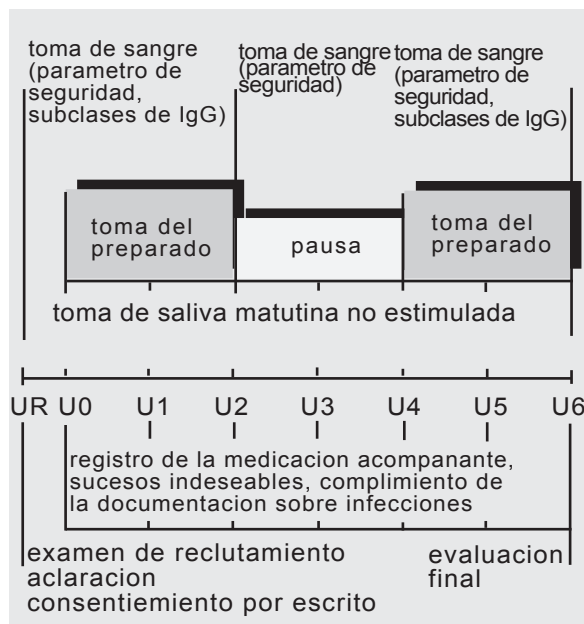 toma de sangre
(parametro de
seguridad,
subclases de IgG)
toma de sangre
(parametro de
seguridad)
toma de sangre
(parametro de
seguridad,
subclases de IgG)
toma del
preparado
pausa
toma del
preparado
toma de saliva matutina no estimulada
UR U0 U1 U2 U3 U4 U5 U6
registro de la medicacion acompanante,
sucesos indeseables, complimiento de
la documentacion sobre infecciones
examen de reclutamiento
aclaracion
consentiemiento por escrito
evaluacion
final